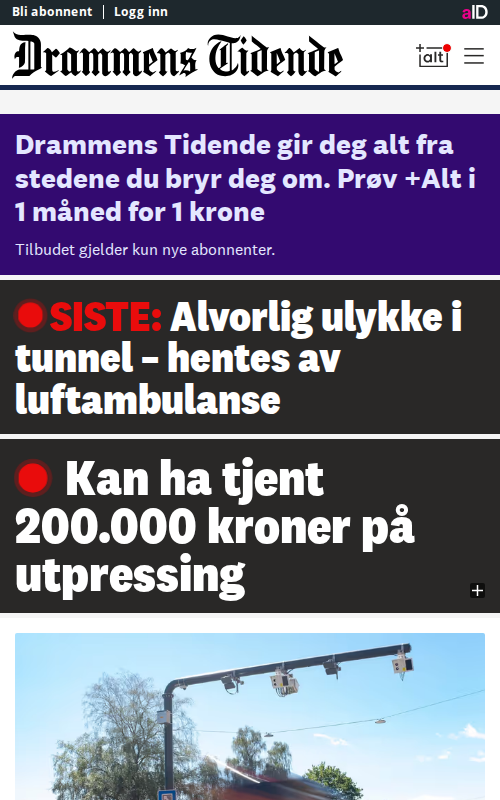 Bli abonnent | Logg inn
aID
Drammens Tidende
+alt
Drammens Tidende gir deg alt fra
stedene du bryr deg om. Prøv +Alt i
1 måned for 1 krone
Tilbudet gjelder kun nye abonnenter.
SISTE: Alvorlig ulykke i
tunnel – hentes av
luftambulanse
Kan ha tjent
200.000 kroner på
utpressing
+